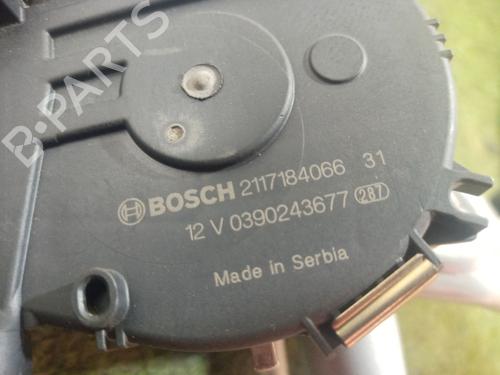 B-PARTS
BOSCH 2117184066 31
12 V 0390243677 287
Made in Serbia